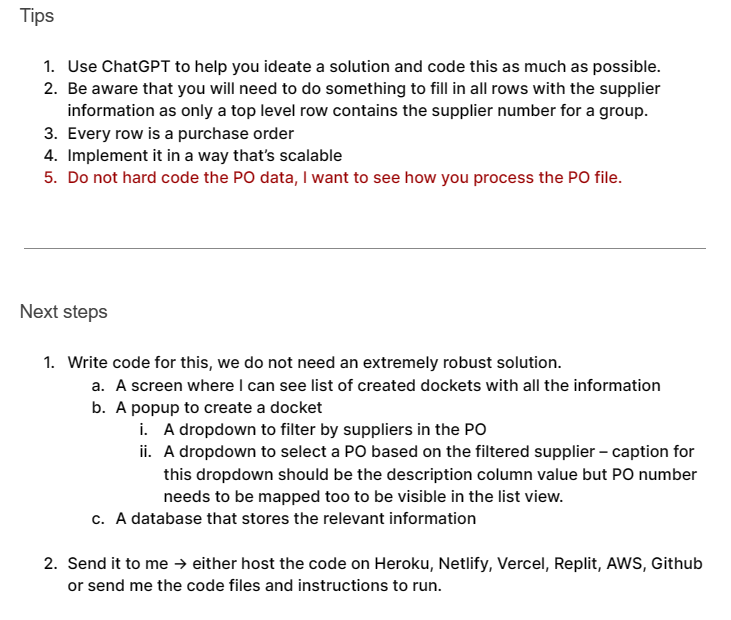 Tips
1. Use ChatGPT to help you ideate a solution and code this as much as possible.
2. Be aware that you will need to do something to fill in all rows with the supplier
information as only a top level row contains the supplier number for a group.
3. Every row is a purchase order
4. Implement it in a way that's scalable
5. Do not hard code the PO data, I want to see how you process the PO file.
Next steps
1. Write code for this, we do not need an extremely robust solution.
a. A screen where I can see list of created dockets with all the information
b. A popup to create a docket
i. A dropdown to filter by suppliers in the PO
ii. A dropdown to select a PO based on the filtered supplier – caption for
this dropdown should be the description column value but PO number
needs to be mapped too to be visible in the list view.
c. A database that stores the relevant information
2. Send it to me → either host the code on Heroku, Netlify, Vercel, Replit, AWS, Github
or send me the code files and instructions to run.